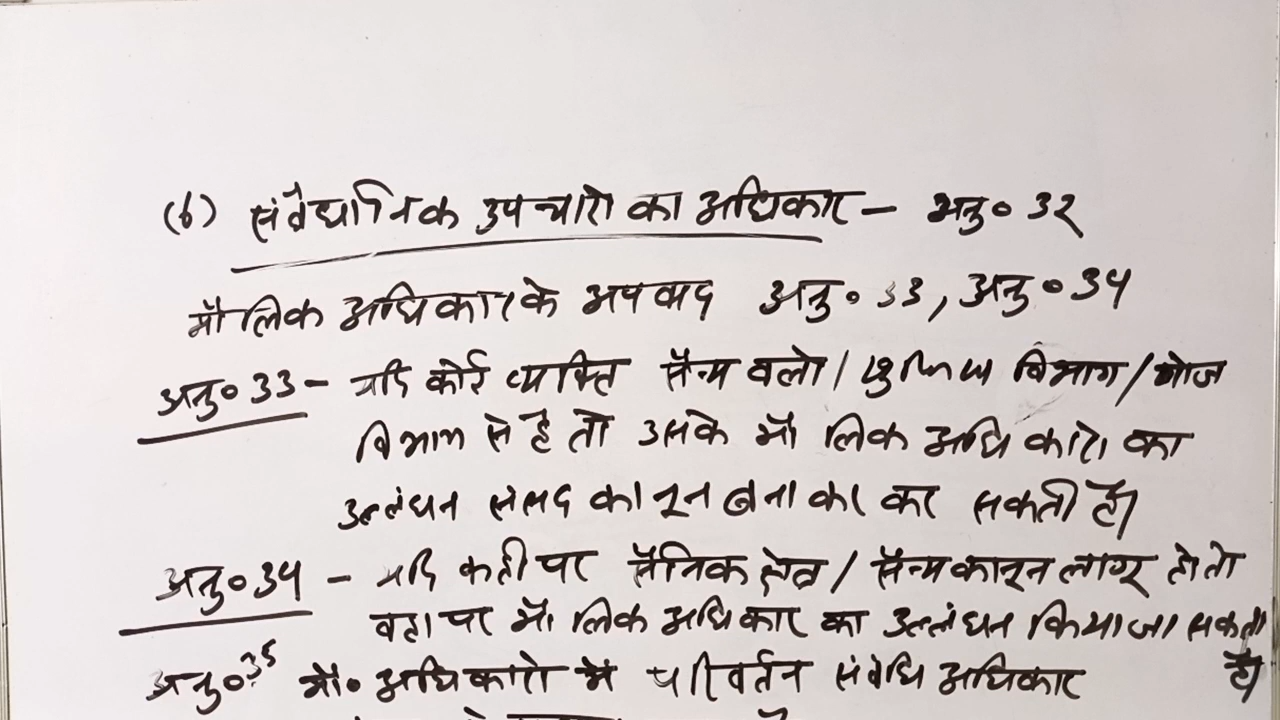 (6) संवैधानिक उपचारो का अधिकार – अनु० 32
मौलिक अधिकार के अपवाद अनु० 33, अनु० 34
अनु० 33 – यदि कोई व्यक्ति सैन्य बलो / विभाग /
विभाग से है तो उसके मौलिक अधिकारो का
उल्लंघन संसद कानून बना कर कर सकती है।
अनु० 34 – यदि कही पर सैनिक क्षेत्र / सैन्य कानून लागू हो तो
वहा पर मौलिक अधिकार का उल्लंघन किया जा सकता
है।
अनु० 35 मौ० अधिकारो मे परिवर्तन संबंधि अधिकार